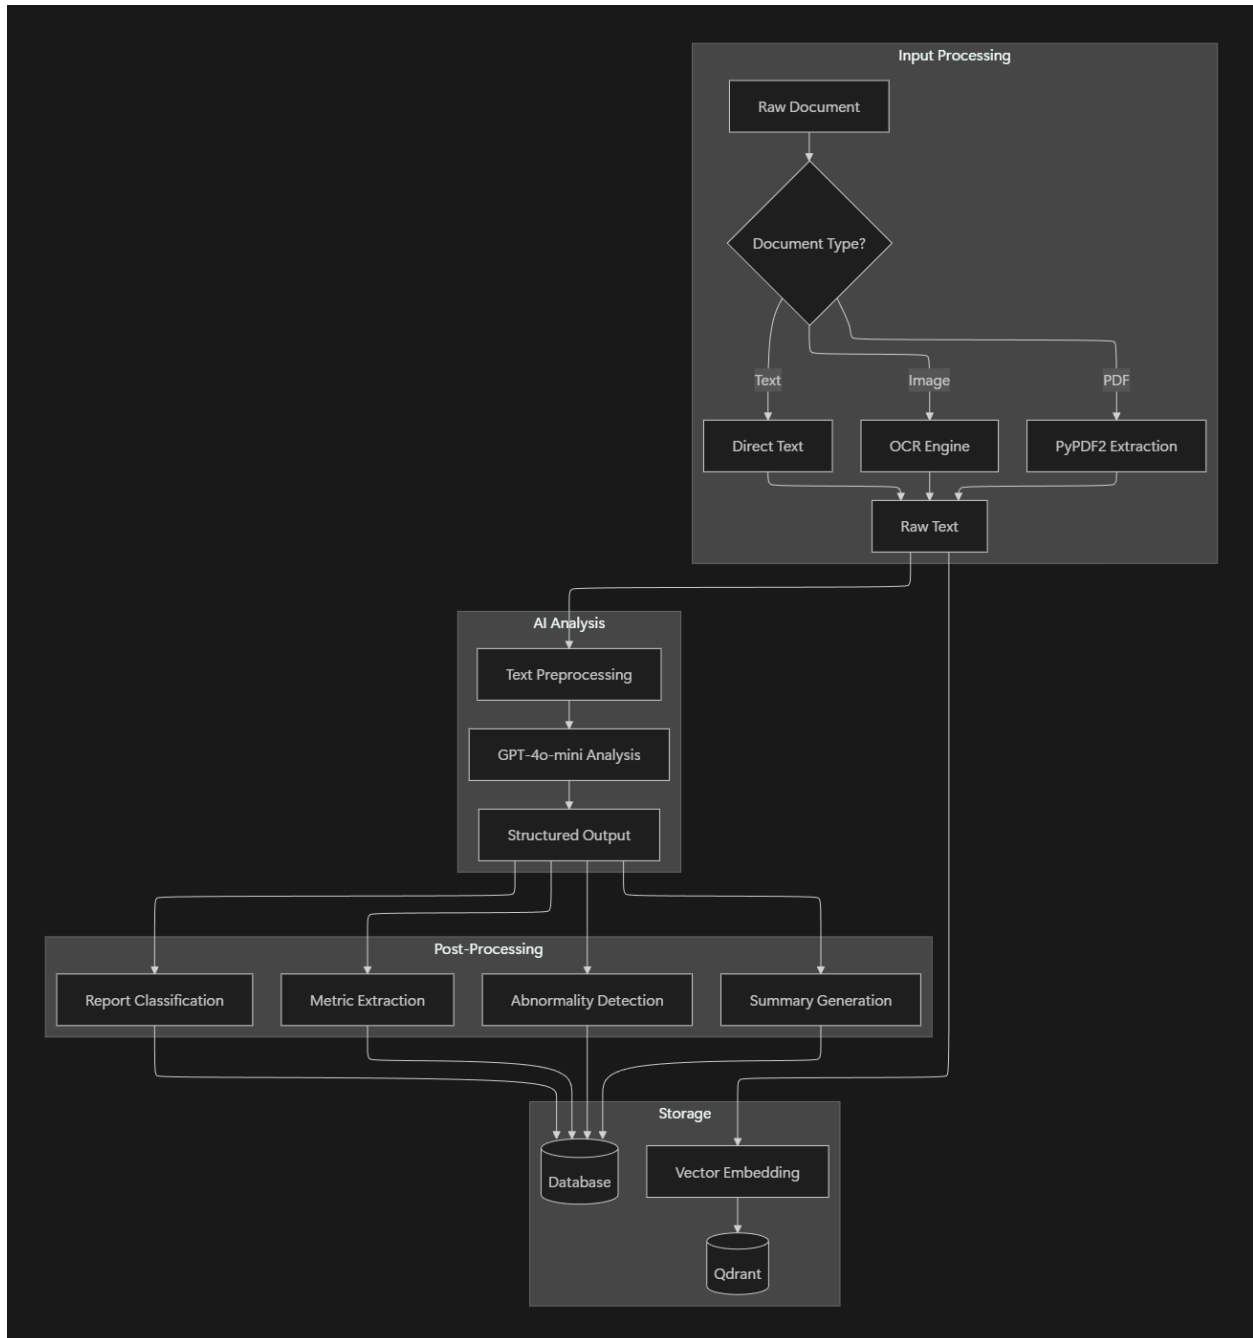 Input Processing
Raw Document
Document Type?
Text
Image
PDF
Direct Text
OCR Engine
PyPDF2 Extraction
Raw Text
AI Analysis
Text Preprocessing
GPT-4o-mini Analysis
Structured Output
Post-Processing
Report Classification
Metric Extraction
Abnormality Detection
Summary Generation
Storage
Database
Vector Embedding
Qdrant